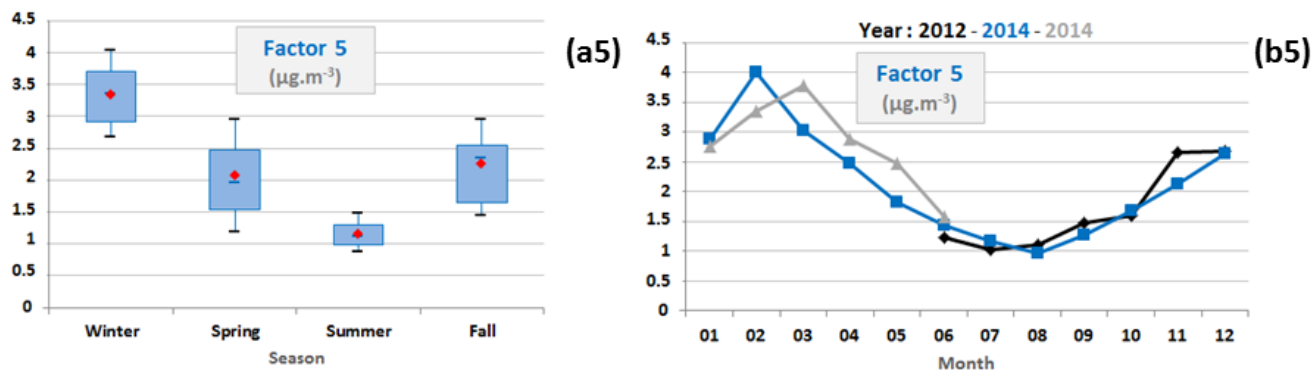 4.5
4
3.5
3
2.5
2
1.5
1
0.5
0
Factor 5
(µg.m-3)
Winter Spring Summer Fall
Season
(a5)
Year : 2012 - 2014 - 2014
4.5
4
3.5
3
2.5
2
1.5
1
0.5
0
Factor 5
(µg.m-3)
01 02 03 04 05 06 07 08 09 10 11 12
Month
(b5)